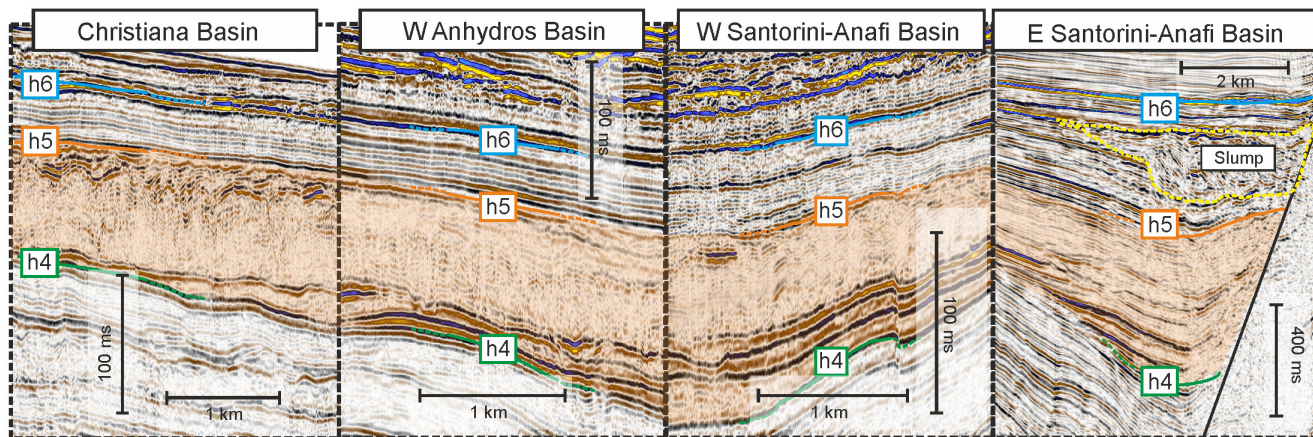 Christiana Basin
W Anhydros Basin
W Santorini-Anafi Basin
E Santorini-Anafi Basin
h6
h5
h4
100 ms
1 km
100 ms
h6
h5
h4
1 km
h6
h5
h4
100 ms
1 km
2 km
h6
Slump
h5
h4
400 ms